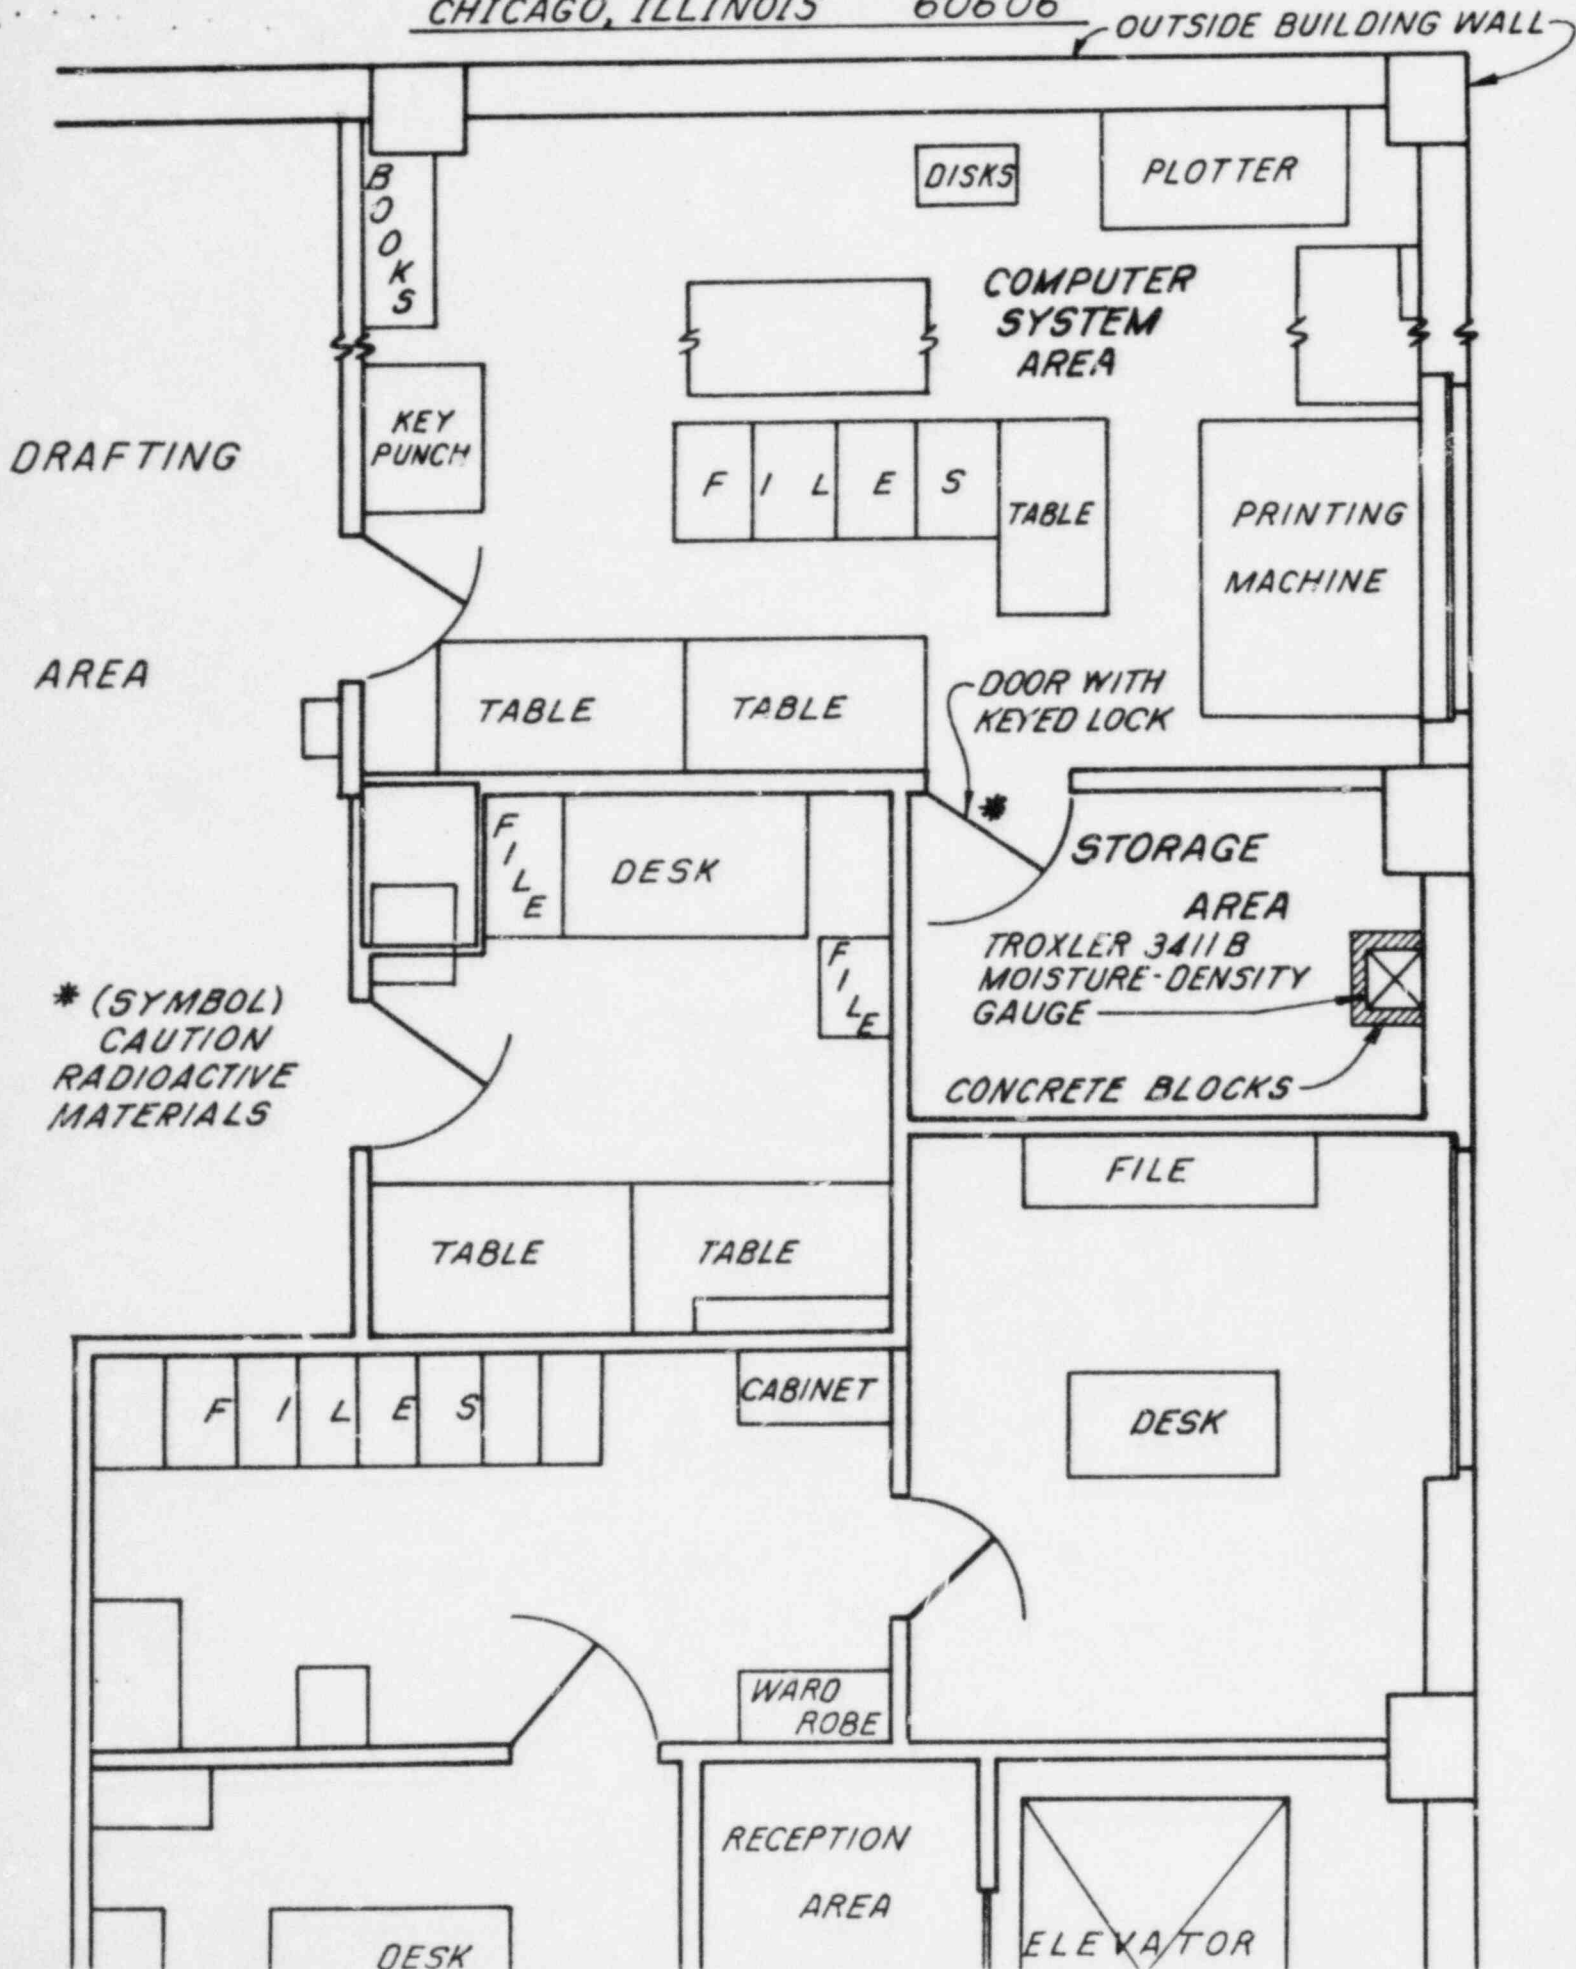 CHICAGO, ILLINOIS 60606
OUTSIDE BUILDING WALL
BOOKS
DISKS
PLOTTER
COMPUTER
SYSTEM
AREA
KEY
PUNCH
DRAFTING
AREA
FILES
TABLE
PRINTING
MACHINE
TABLE
TABLE
DOOR WITH
KEYED LOCK
*
FILE
DESK
FILE
STORAGE
AREA
TROXLER 3411B
MOISTURE-DENSITY
GAUGE
CONCRETE BLOCKS
* (SYMBOL)
CAUTION
RADIOACTIVE
MATERIALS
TABLE
TABLE
FILE
DESK
FILES
CABINET
WARD
ROBE
RECEPTION
AREA
DESK
ELEVATOR